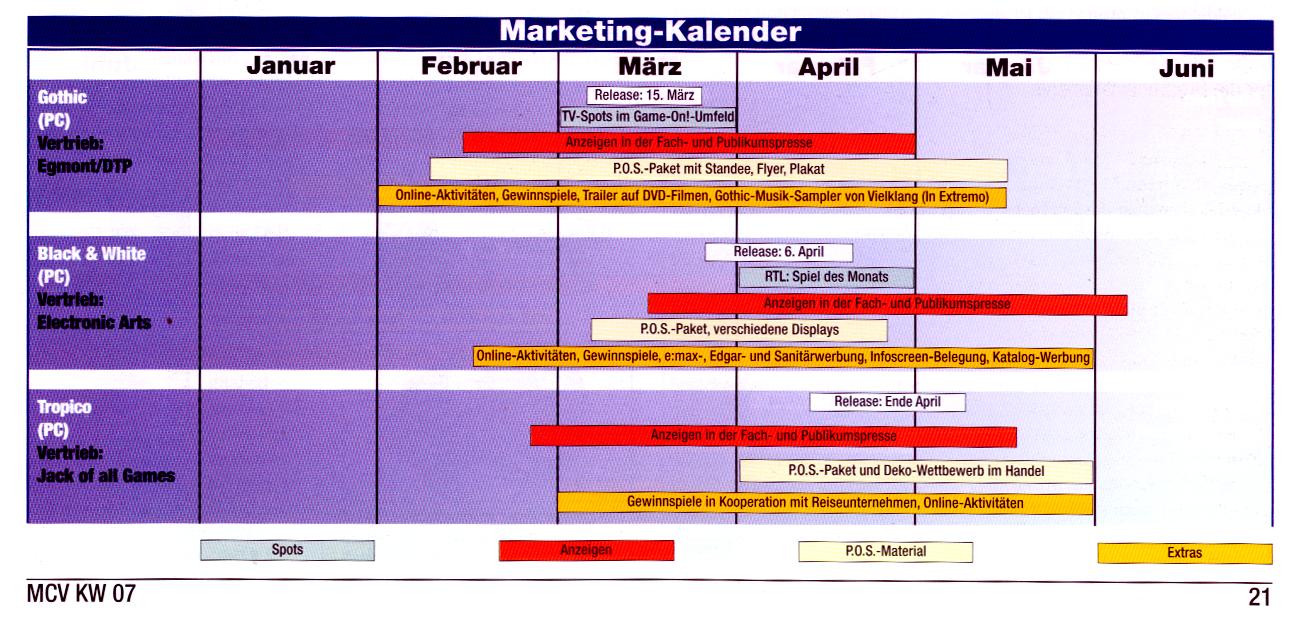 Marketing-Kalender
Januar Februar März April Mai Juni
Gothic
(PC)
Vertrieb:
Egmont/DTP
Release: 15. März
TV-Spots im Game-On!-Umfeld
Anzeigen in der Fach- und Publikumspresse
P.O.S.-Paket mit Standee, Flyer, Plakat
Online-Aktivitäten, Gewinnspiele, Trailer auf DVD-Filmen, Gothic-Musik-Sampler von Vielklang (In Extremo)
Black & White
(PC)
Vertrieb:
Electronic Arts
Release: 6. April
RTL: Spiel des Monats
Anzeigen in der Fach- und Publikumspresse
P.O.S.-Paket, verschiedene Displays
Online-Aktivitäten, Gewinnspiele, e:max-, Edgar- und Sanitärwerbung, Infoscreen-Belegung, Katalog-Werbung
Tropico
(PC)
Vertrieb:
Jack of all Games
Release: Ende April
Anzeigen in der Fach- und Publikumspresse
P.O.S.-Paket und Deko-Wettbewerb im Handel
Gewinnspiele in Kooperation mit Reiseunternehmen, Online-Aktivitäten
Spots Anzeigen P.O.S.-Material Extras
MCV KW 07 21